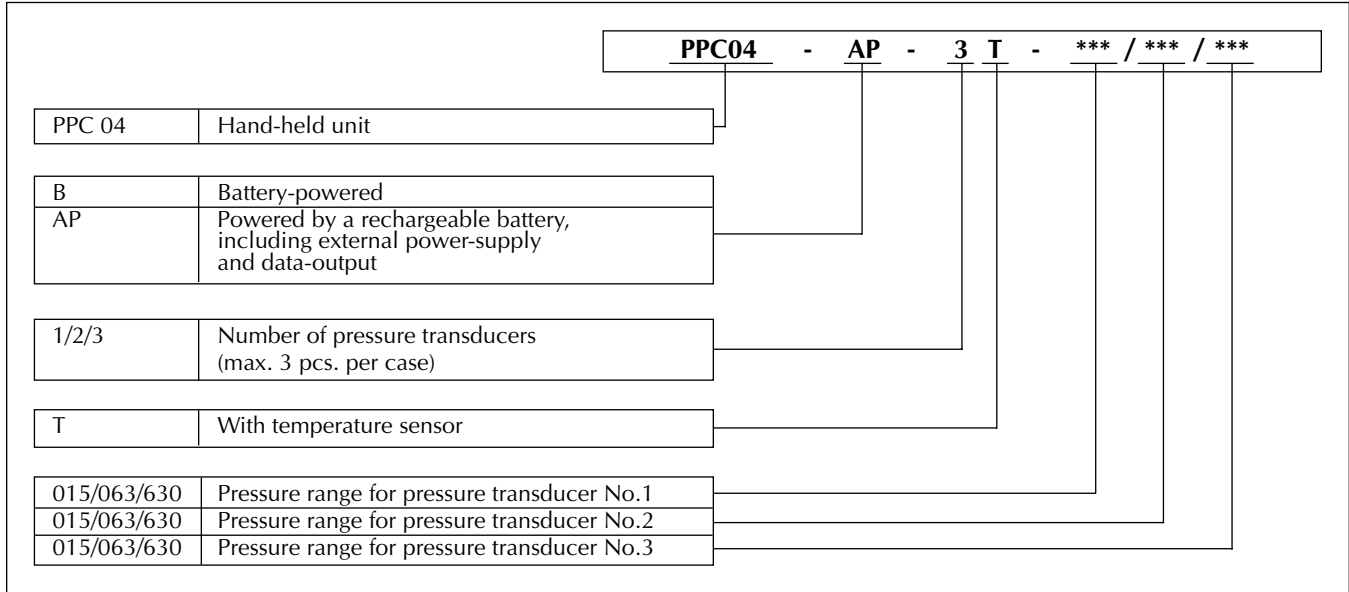 PPC04 - AP - 3 T - *** / *** / ***
PPC 04 Hand-held unit
B Battery-powered
AP Powered by a rechargeable battery,
including external power-supply
and data-output
1/2/3 Number of pressure transducers
(max. 3 pcs. per case)
T With temperature sensor
015/063/630 Pressure range for pressure transducer No.1
015/063/630 Pressure range for pressure transducer No.2
015/063/630 Pressure range for pressure transducer No.3